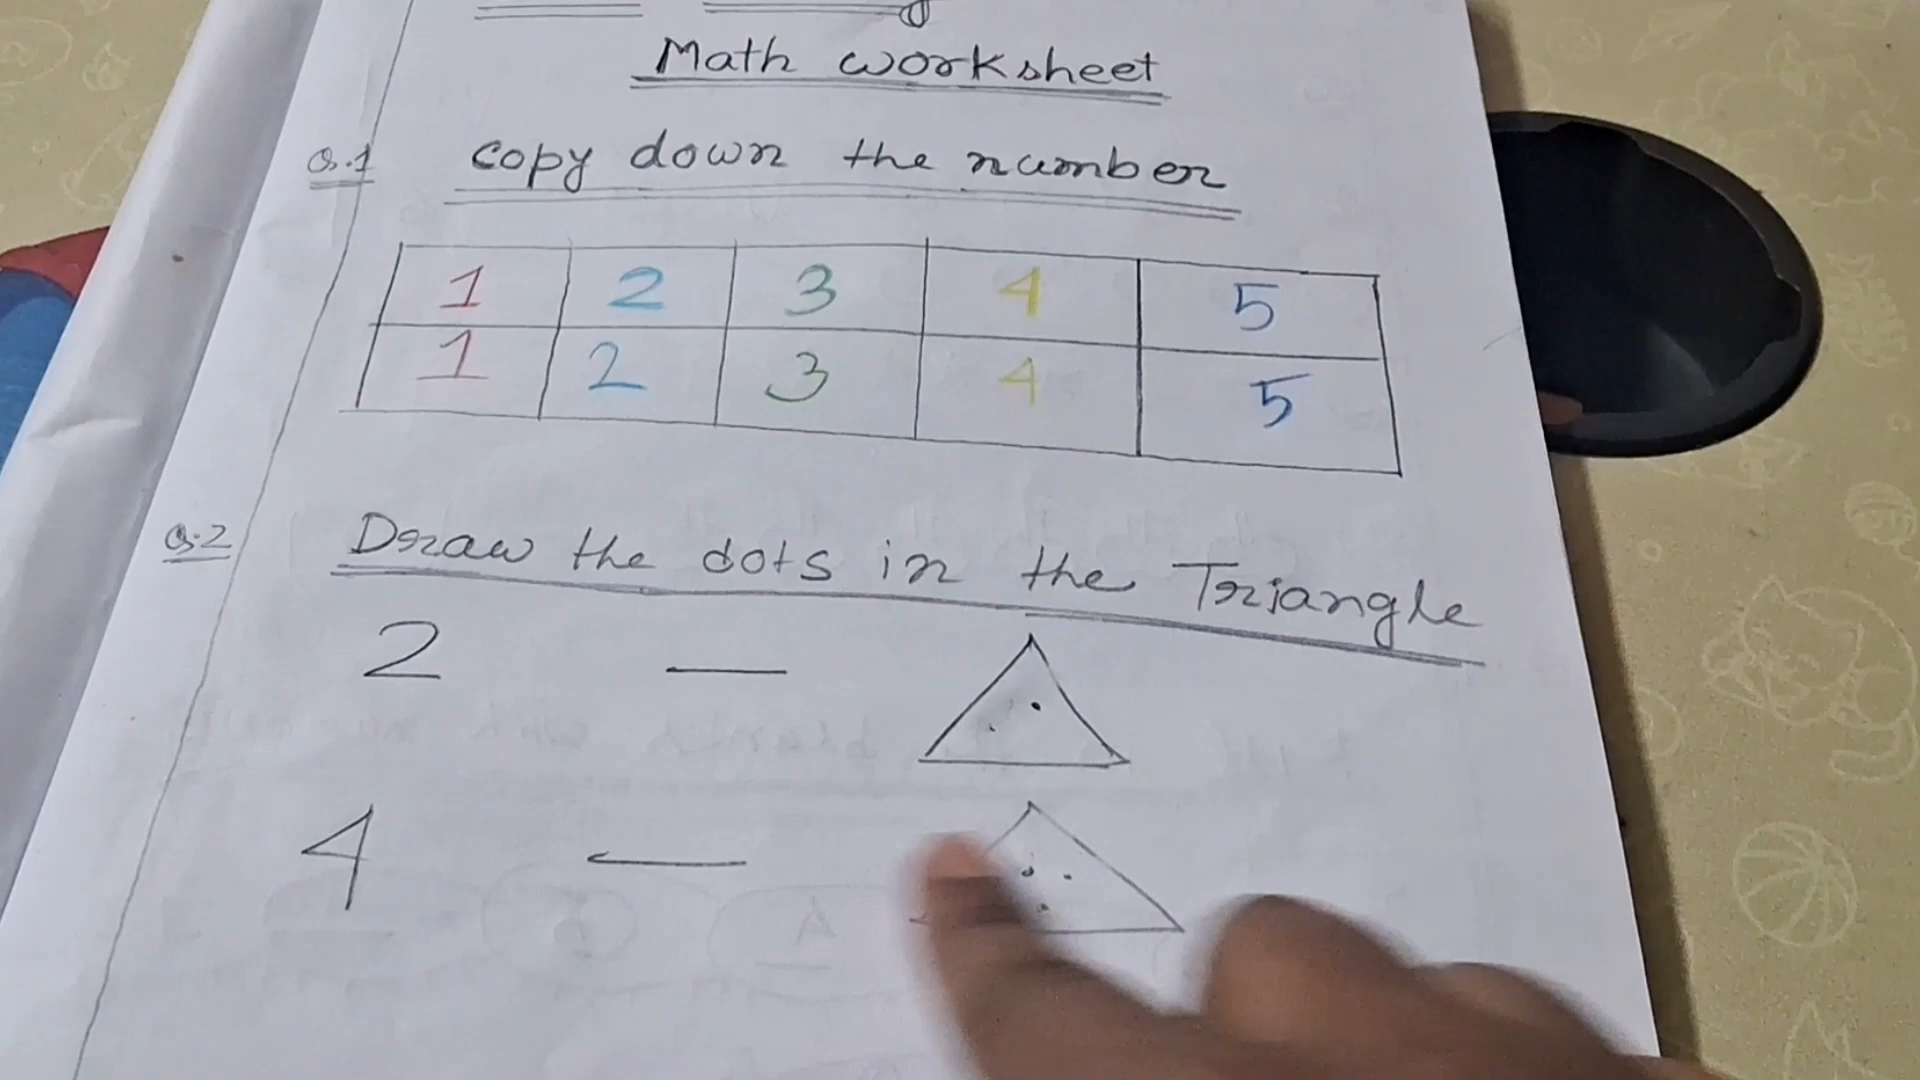 Math worksheet
Q.1 copy down the number
1 2 3 4 5
1 2 3 4 5
Q.2 Draw the dots in the Triangle
2 —
4 —